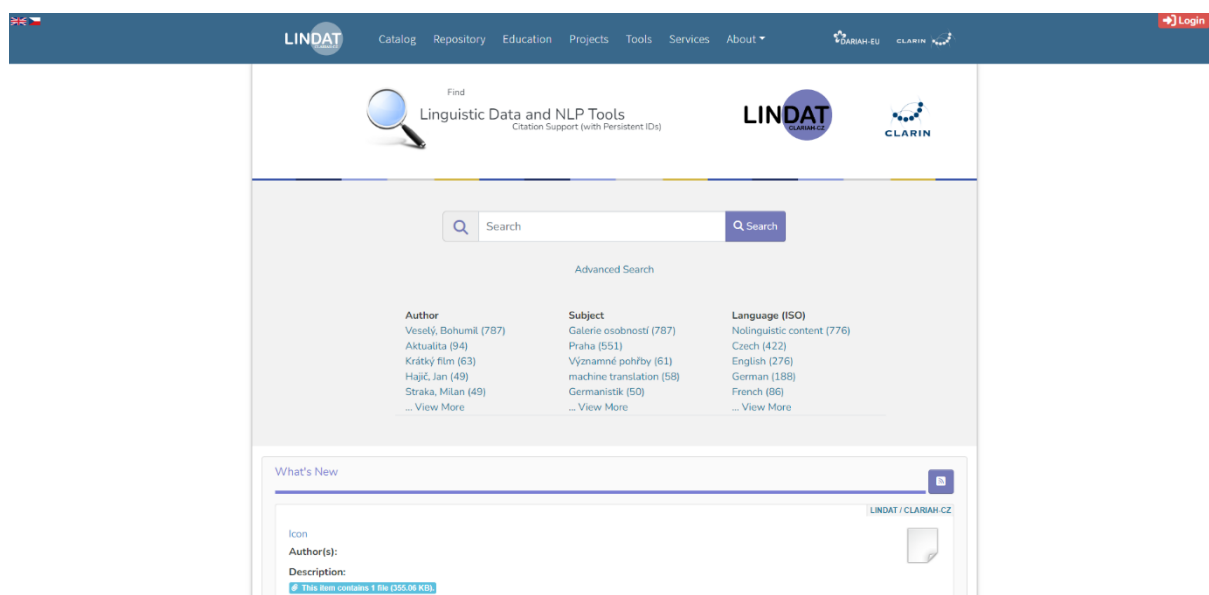 Login
LINDAT Catalog Repository Education Projects Tools Services About DARIAH-EU CLARIN
Find
Linguistic Data and NLP Tools
Citation Support (with Persistent IDs)
LINDAT
CLARIAH-CZ
CLARIN
Search Search
Advanced Search
Author Subject Language (ISO)
Veselý, Bohumil (787) Galerie osobností (787) Nolinguistic content (776)
Aktualita (94) Praha (551) Czech (422)
Krátký film (63) Významné pohřby (61) English (276)
Hajič, Jan (49) machine translation (58) German (188)
Straka, Milan (49) Germanistik (50) French (86)
... View More ... View More ... View More
What's New
LINDAT / CLARIAH-CZ
Icon
Author(s):
Description:
This item contains 1 file (355.06 KB).